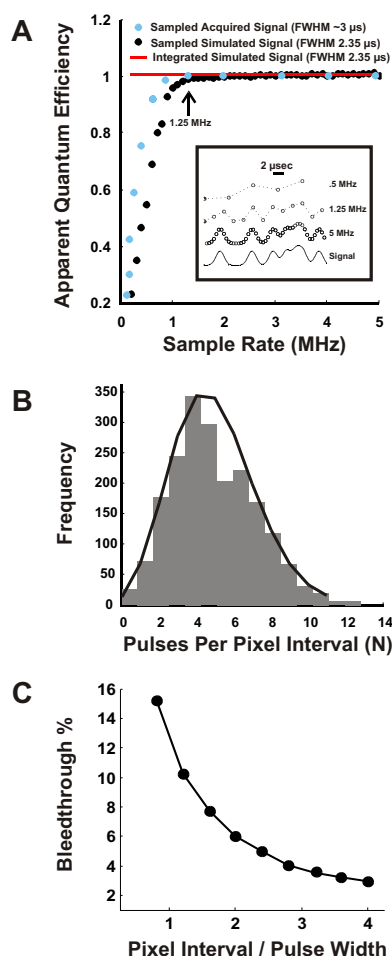 A
Sampled Acquired Signal (FWHM ~3 µs)
Sampled Simulated Signal (FWHM 2.35 µs)
Integrated Simulated Signal (FWHM 2.35 µs)
1.2
1
0.8
0.6
0.4
0.2
Apparent Quantum Efficiency
1.25 MHz
2 µsec
.5 MHz
1.25 MHz
5 MHz
Signal
0 1 2 3 4 5
Sample Rate (MHz)
B
350
300
250
200
150
100
50
0
Frequency
0 2 4 6 8 10 12 14
Pulses Per Pixel Interval (N)
C
16
14
12
10
8
6
4
2
Bleedthrough %
1 2 3 4
Pixel Interval / Pulse Width